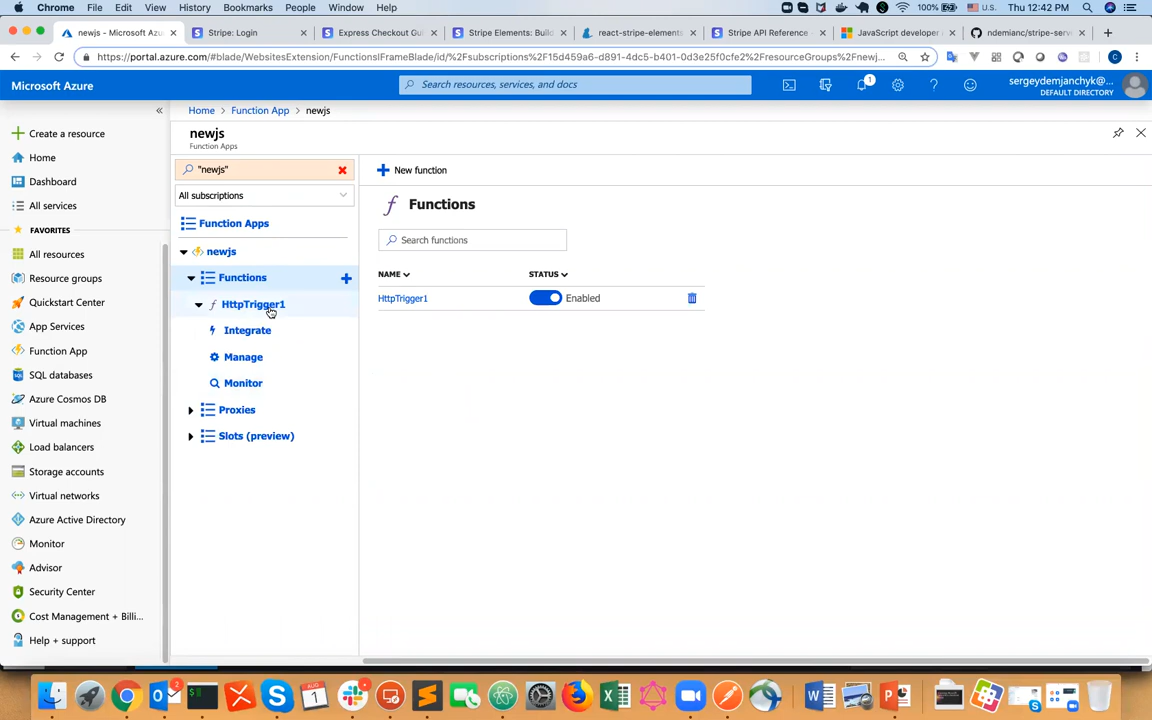 Chrome File Edit View History Bookmarks People Window Help
100% U.S. Thu 12:42 PM
newj​s - Microsoft Az
Stripe: Login
Express Checkout Gu
Stripe Elements: Buil
react-stripe-elements
Stripe API Reference
JavaScript developer
ndemianc/stripe-serv
https://portal.azure.com/#blade/WebsitesExtension/FunctionsIFrameBlade/id/%2Fsubscriptions%2F15d459f6-d891-4dc5-b401-0d3e25f0cfe2%2FresourceGroups%2Fnewj...
Microsoft Azure
Search resources, services, and docs
1
sergeydemjanchyk@...
DEFAULT DIRECTORY
Home > Function App > newjs
Create a resource
Home
Dashboard
All services
FAVORITES
All resources
Resource groups
Quickstart Center
App Services
Function App
SQL databases
Azure Cosmos DB
Virtual machines
Load balancers
Storage accounts
Virtual networks
Azure Active Directory
Monitor
Advisor
Security Center
Cost Management + Billi...
Help + support
newjs
Function Apps
"newjs"
All subscriptions
Function Apps
newjs
Functions
HttpTrigger1
Integrate
Manage
Monitor
Proxies
Slots (preview)
New function
Functions
Search functions
NAME STATUS
HttpTrigger1 Enabled
2
1